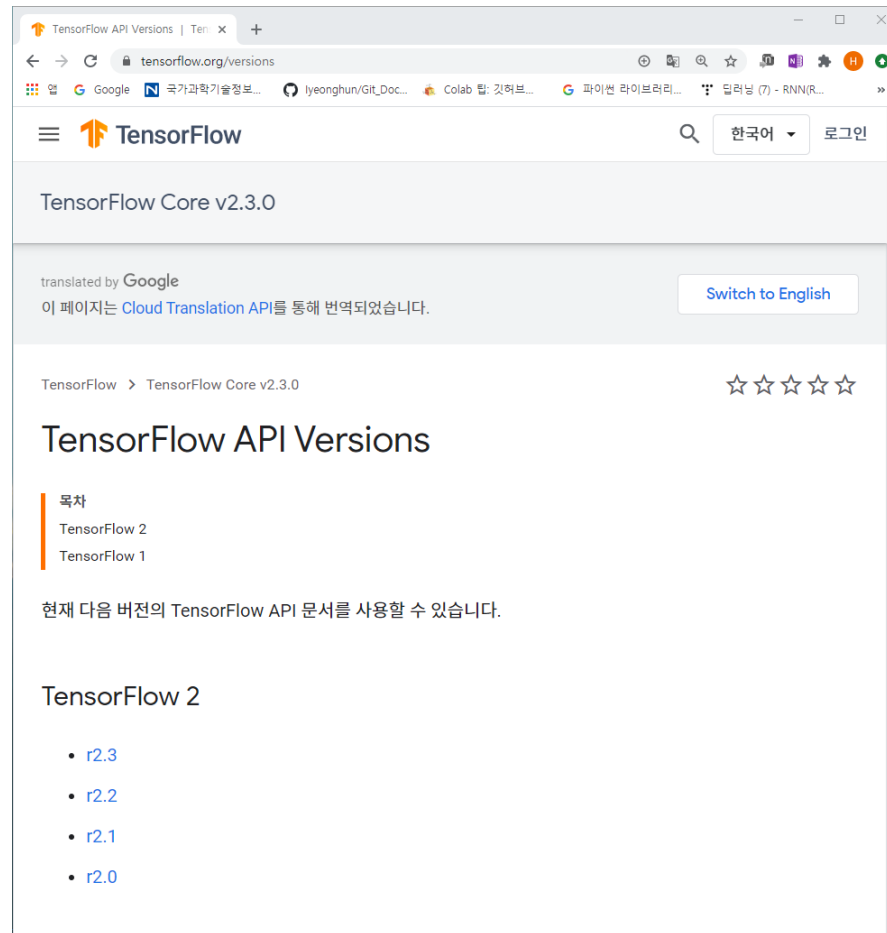 TensorFlow API Versions | Ten
tensorflow.org/versions
앱 Google 국가과학기술정보... lyeonghun/Git_Doc... Colab 팁: 깃허브... 파이썬 라이브러리... 딥러닝 (7) - RNN(R... »
TensorFlow 한국어 로그인
TensorFlow Core v2.3.0
translated by Google
이 페이지는 Cloud Translation API를 통해 번역되었습니다.
Switch to English
TensorFlow > TensorFlow Core v2.3.0
TensorFlow API Versions
목차
TensorFlow 2
TensorFlow 1
현재 다음 버전의 TensorFlow API 문서를 사용할 수 있습니다.
TensorFlow 2
• r2.3
• r2.2
• r2.1
• r2.0